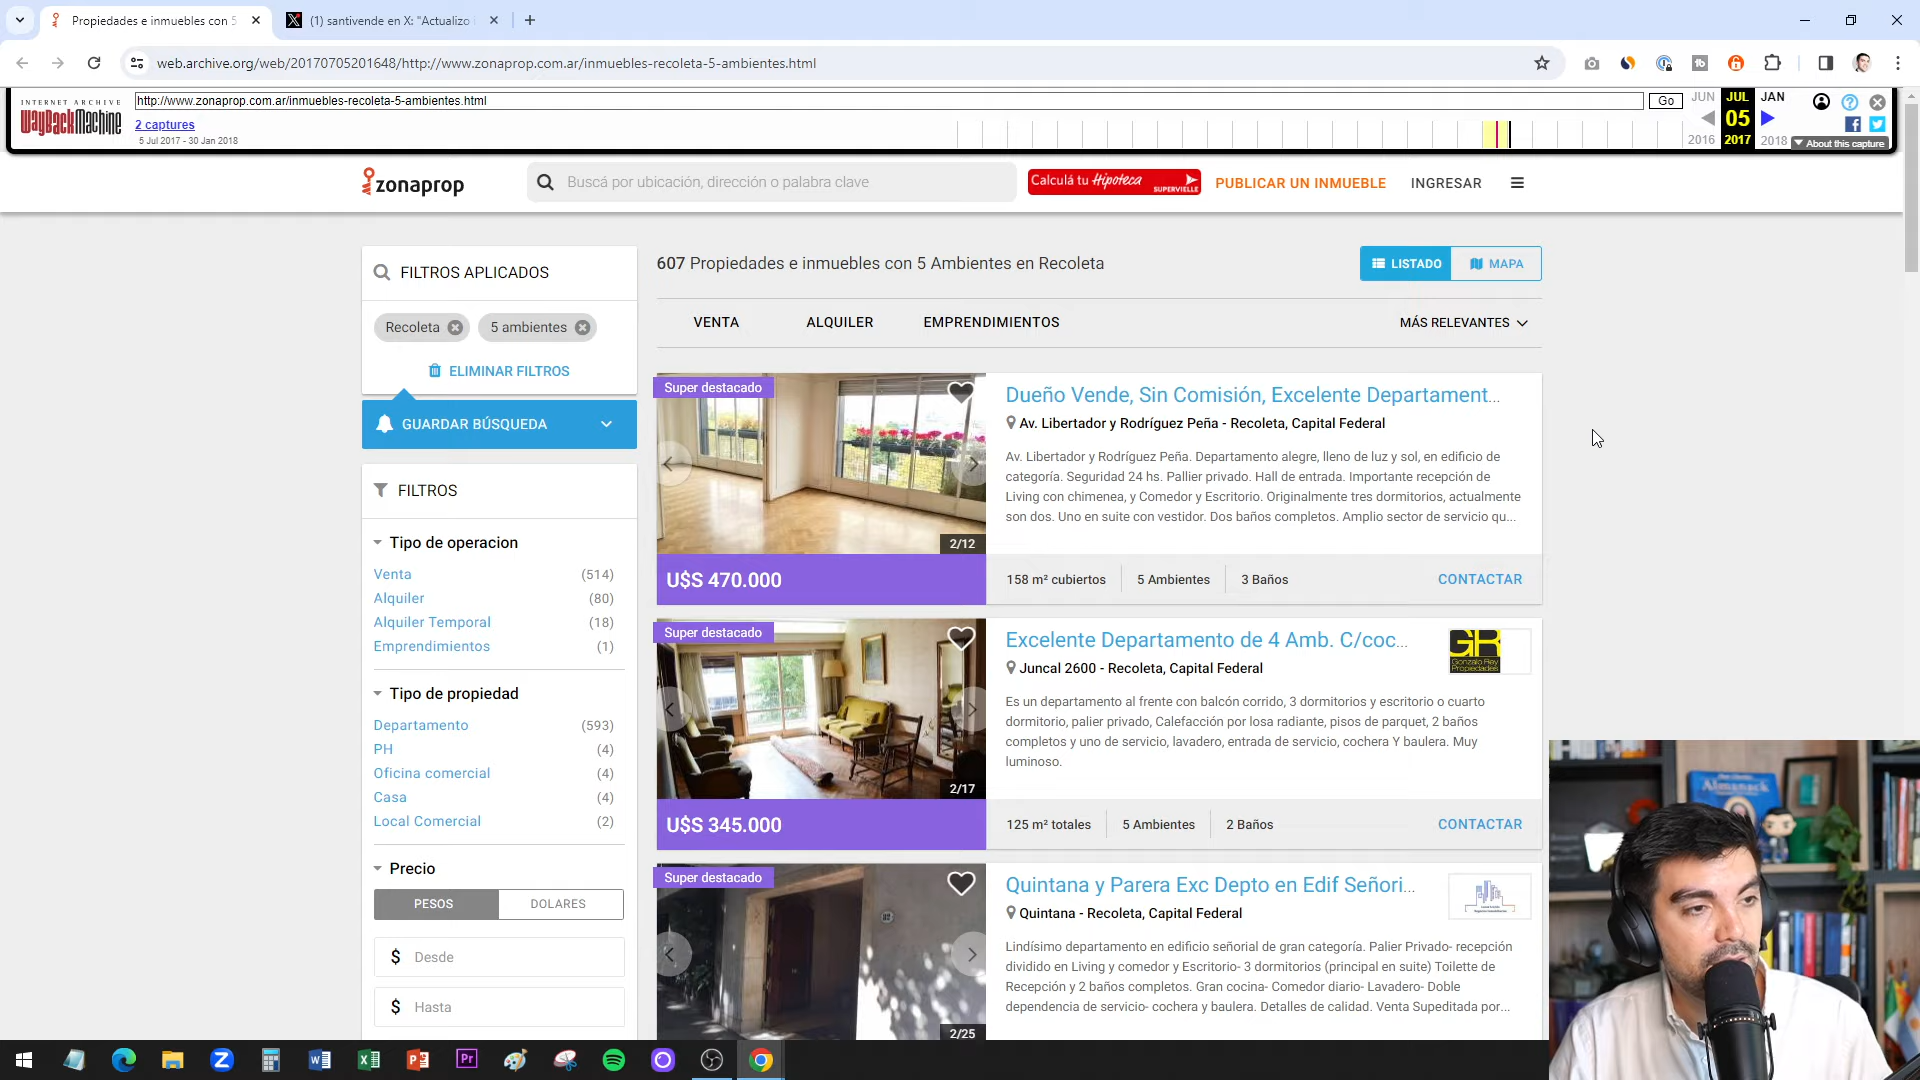 Propiedades e inmuebles con 5
(1) santivende en X: "Actualizo
web.archive.org/web/20170705201648/http://www.zonaprop.com.ar/inmuebles-recoleta-5-ambientes.html
INTERNET ARCHIVE
WayBackMachine
http://www.zonaprop.com.ar/inmuebles-recoleta-5-ambientes.html
Go
JUN JUL JAN
2 captures
05
5 Jul 2017 - 30 Jan 2018
2016 2017 2018
About this capture
zonaprop
Buscá por ubicación, dirección o palabra clave
Calculá tu Hipoteca SUPERVIELLE
PUBLICAR UN INMUEBLE
INGRESAR
FILTROS APLICADOS
Recoleta
5 ambientes
ELIMINAR FILTROS
GUARDAR BÚSQUEDA
FILTROS
Tipo de operacion
Venta (514)
Alquiler (80)
Alquiler Temporal (18)
Emprendimientos (1)
Tipo de propiedad
Departamento (593)
PH (4)
Oficina comercial (4)
Casa (4)
Local Comercial (2)
Precio
PESOS DOLARES
$ Desde
$ Hasta
607 Propiedades e inmuebles con 5 Ambientes en Recoleta
LISTADO MAPA
VENTA ALQUILER EMPRENDIMIENTOS MÁS RELEVANTES
Super destacado
2/12
U$S 470.000
Dueño Vende, Sin Comisión, Excelente Departament...
Av. Libertador y Rodríguez Peña - Recoleta, Capital Federal
Av. Libertador y Rodríguez Peña. Departamento alegre, lleno de luz y sol, en edificio de
categoría. Seguridad 24 hs. Pallier privado. Hall de entrada. Importante recepción de
Living con chimenea, y Comedor y Escritorio. Originalmente tres dormitorios, actualmente
son dos. Uno en suite con vestidor. Dos baños completos. Amplio sector de servicio qu...
158 m² cubiertos 5 Ambientes 3 Baños CONTACTAR
Super destacado
2/17
U$S 345.000
Excelente Departamento de 4 Amb. C/coc...
GR
Gonzalo Rey
Propiedades
Juncal 2600 - Recoleta, Capital Federal
Es un departamento al frente con balcón corrido, 3 dormitorios y escritorio o cuarto
dormitorio, palier privado, Calefacción por losa radiante, pisos de parquet, 2 baños
completos y uno de servicio, lavadero, entrada de servicio, cochera Y baulera. Muy
luminoso.
125 m² totales 5 Ambientes 2 Baños CONTACTAR
Super destacado
2/25
Quintana y Parera Exc Depto en Edif Señori...
Quintana - Recoleta, Capital Federal
Lindísimo departamento en edificio señorial de gran categoría. Palier Privado- recepción
dividido en Living y comedor y Escritorio- 3 dormitorios (principal en suite) Toilette de
Recepción y 2 baños completos. Gran cocina- Comedor diario- Lavadero- Doble
dependencia de servicio- cochera y baulera. Detalles de calidad. Venta Supeditada por...
Almanack